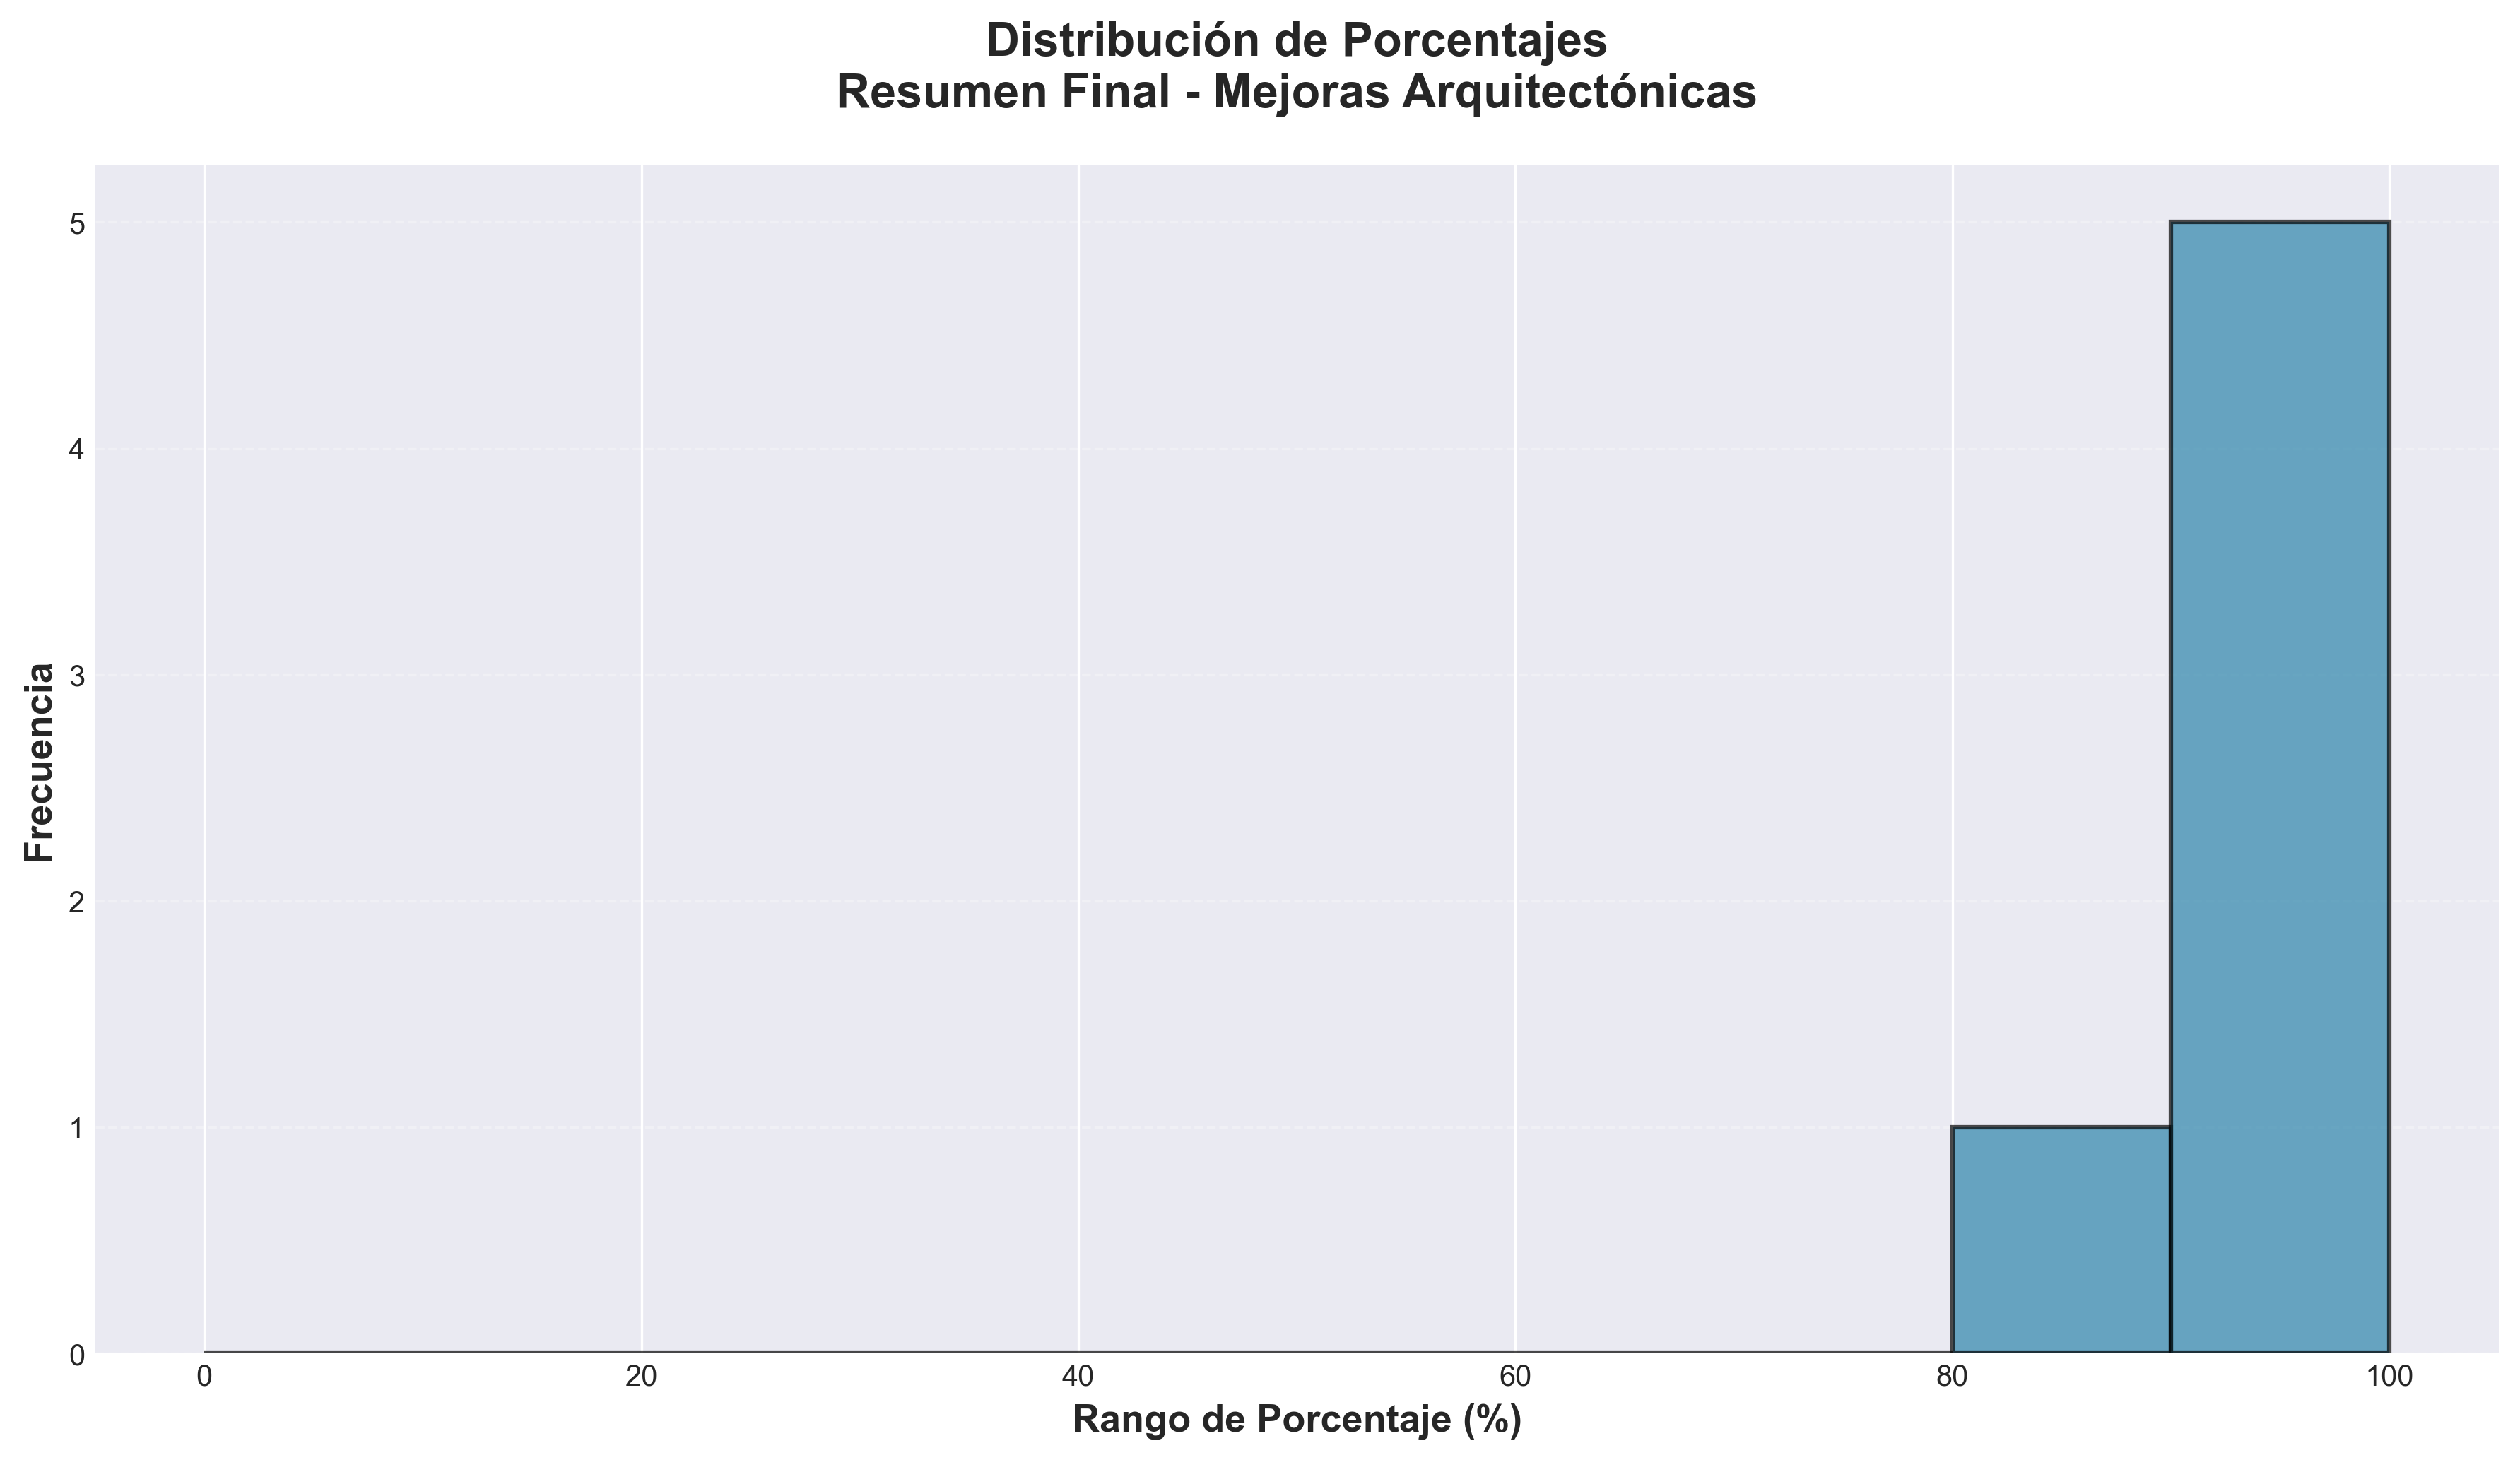 Distribución de Porcentajes
Resumen Final - Mejoras Arquitectónicas
Frecuencia
5
4
3
2
1
0
0 20 40 60 80 100
Rango de Porcentaje (%)